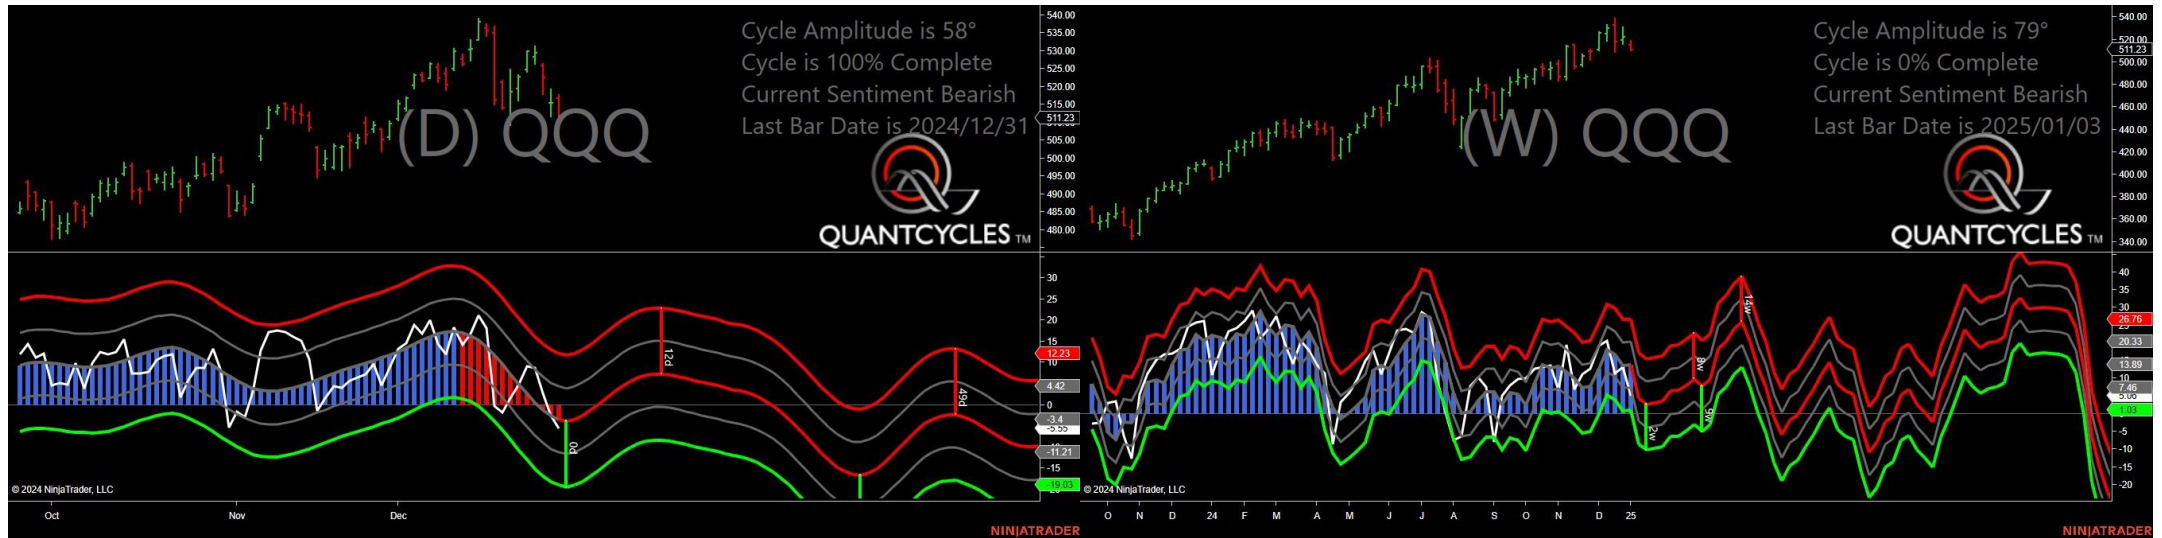 Cycle Amplitude is 58°
Cycle is 100% Complete
Current Sentiment Bearish
Last Bar Date is 2024/12/31
(D) QQQ
QUANTCYCLES TM
540.00
535.00
530.00
525.00
520.00
515.00
511.23
505.00
500.00
495.00
490.00
485.00
480.00
30
25
20
15
12.23
4.42
0
-3.4
-5.55
-11.21
-15
-19.03
12d
49d
0d
© 2024 NinjaTrader, LLC
Oct
Nov
Dec
NINJATRADER
Cycle Amplitude is 79°
Cycle is 0% Complete
Current Sentiment Bearish
Last Bar Date is 2025/01/03
(W) QQQ
QUANTCYCLES TM
540.00
520.00
511.23
500.00
480.00
460.00
440.00
420.00
400.00
380.00
360.00
340.00
40
35
30
26.76
20.33
13.89
10
7.46
5.06
1.03
-5
-10
-15
-20
14w
8w
9w
2w
© 2024 NinjaTrader, LLC
O N D 24 F M A M J J A S O N D 25
NINJATRADER